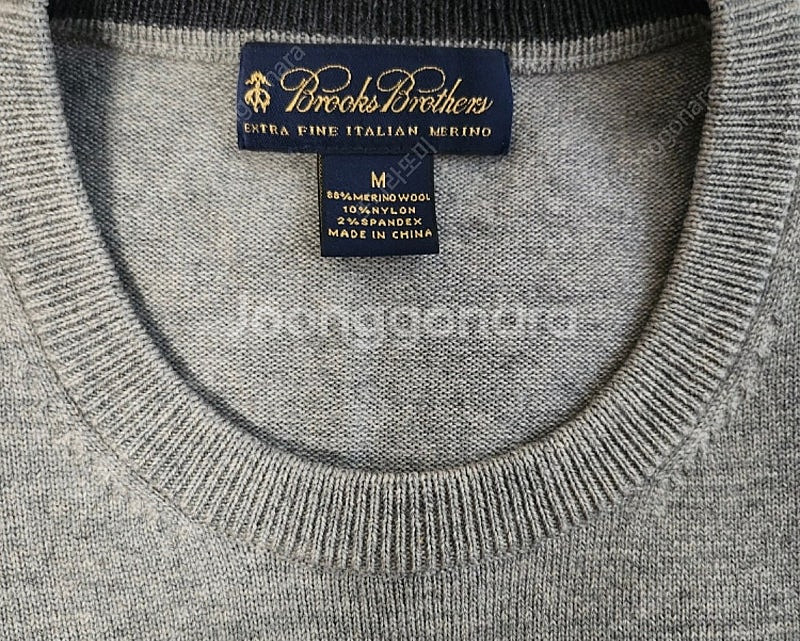 Brooks Brothers
EXTRA FINE ITALIAN MERINO
M
88%MERINO WOOL
10%NYLON
2%SPANDEX
MADE IN CHINA
Joonggonara